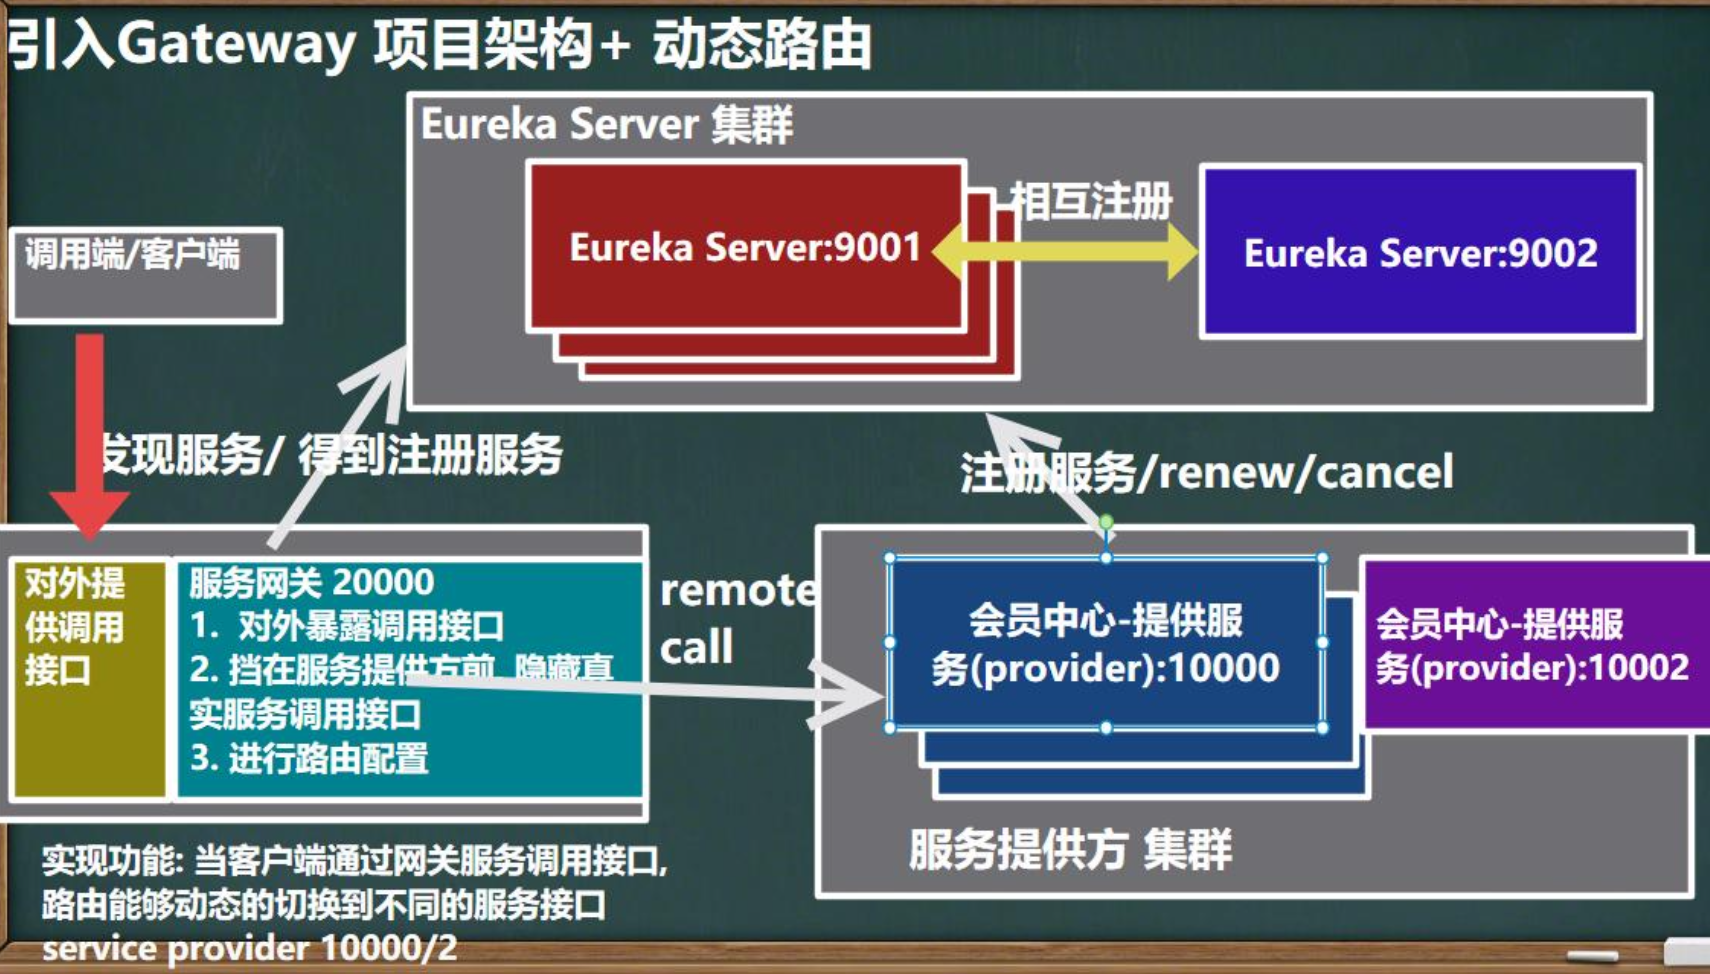 引入Gateway 项目架构+ 动态路由
Eureka Server 集群
Eureka Server:9001
相互注册
Eureka Server:9002
调用端/客户端
发现服务/ 得到注册服务
注册服务/renew/cancel
对外提
供调用
接口
服务网关 20000
1. 对外暴露调用接口
2. 挡在服务提供方前, 隐藏真
实服务调用接口
3. 进行路由配置
remote
call
会员中心-提供服
务(provider):10000
会员中心-提供服
务(provider):10002
服务提供方 集群
实现功能: 当客户端通过网关服务调用接口,
路由能够动态的切换到不同的服务接口
service provider 10000/2